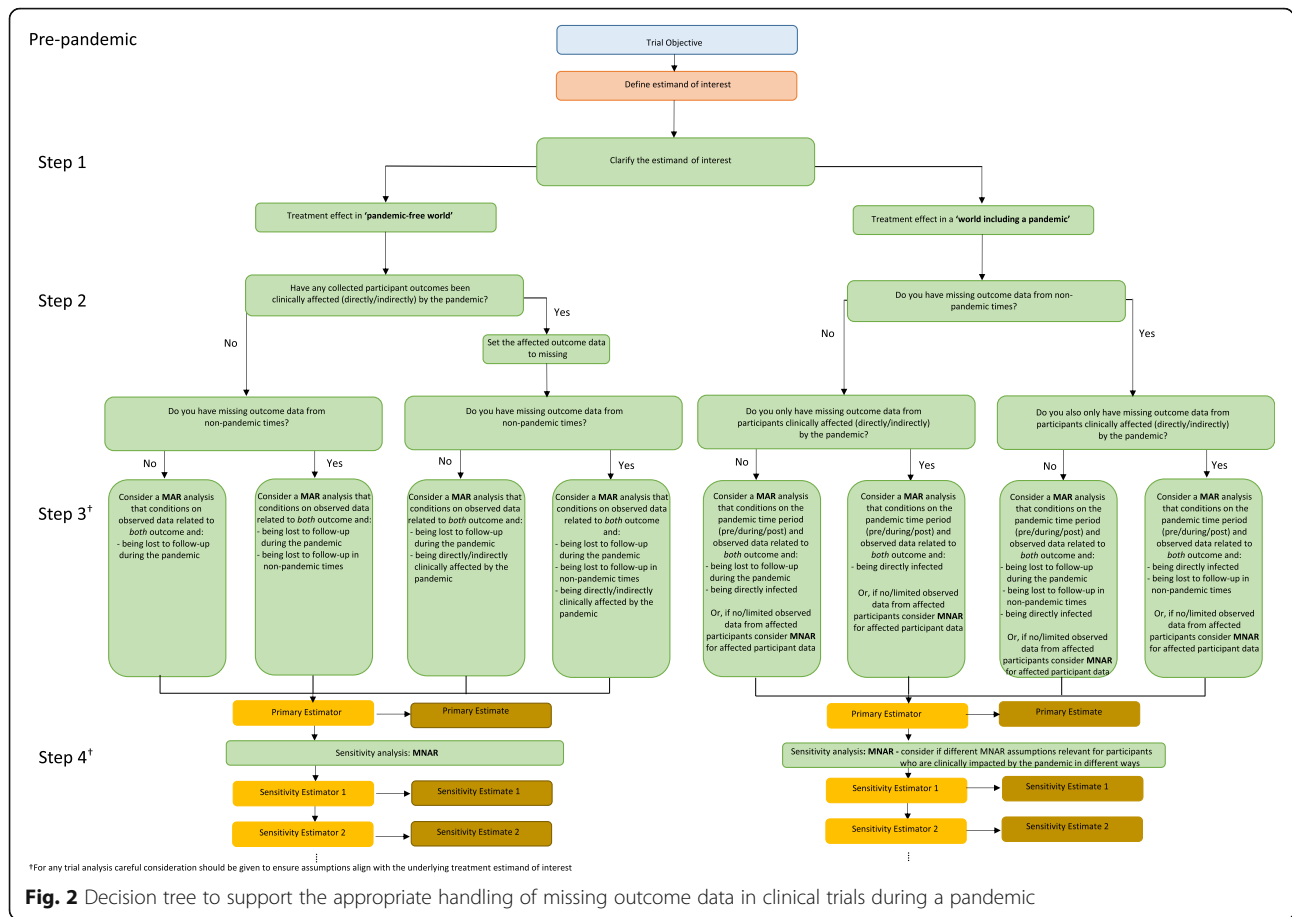 Pre-pandemic
Trial Objective
Define estimand of interest
Step 1
Clarify the estimand of interest
Treatment effect in 'pandemic-free world'
Treatment effect in a 'world including a pandemic'
Step 2
Have any collected participant outcomes been
clinically affected (directly/indirectly) by the pandemic?
Do you have missing outcome data from non-
pandemic times?
No
Yes
Set the affected outcome data
to missing
No
Yes
Do you have missing outcome data from
non-pandemic times?
Do you have missing outcome data from
non-pandemic times?
Do you only have missing outcome data from
participants clinically affected (directly/indirectly)
by the pandemic?
Do you also only have missing outcome data from
participants clinically affected (directly/indirectly)
by the pandemic?
No
Yes
No
Yes
No
Yes
No
Yes
Step 3†
Consider a MAR analysis
that conditions on
observed data related to
both outcome and:
- being lost to follow-up
during the pandemic
Consider a MAR analysis that
conditions on observed data
related to both outcome and:
- being lost to follow-up
during the pandemic
- being lost to follow-up in
non-pandemic times
Consider a MAR analysis that
conditions on observed data
related to both outcome and:
- being lost to follow-up
during the pandemic
- being directly/indirectly
clinically affected by the
pandemic
Consider a MAR analysis that
conditions on observed data
related to both outcome
and:
- being lost to follow-up
during the pandemic
- being lost to follow-up in
non-pandemic times
- being directly/indirectly
clinically affected by the
pandemic
Consider a MAR analysis
that conditions on the
pandemic time period
(pre/during/post) and
observed data related to
both outcome and:
- being lost to follow-up
during the pandemic
- being directly infected
Or, if no/limited observed
data from affected
participants consider MNAR
for affected participant data
Consider a MAR analysis
that conditions on the
pandemic time period
(pre/during/post) and
observed data related to
both outcome and:
- being directly infected
Or, if no/limited observed
data from affected
participants consider MNAR
for affected participant data
Consider a MAR analysis
that conditions on the
pandemic time period
(pre/during/post) and
observed data related to
both outcome and:
- being lost to follow-up
during the pandemic
- being lost to follow-up in
non-pandemic times
- being directly infected
Or, if no/limited observed
data from affected
participants consider MNAR
for affected participant data
Consider a MAR analysis
that conditions on the
pandemic time period
(pre/during/post) and
observed data related to
both outcome and:
- being directly infected
- being lost to follow-up in
non-pandemic times
Or, if no/limited observed
data from affected
participants consider MNAR
for affected participant data
Primary Estimator
Primary Estimate
Primary Estimator
Primary Estimate
Step 4†
Sensitivity analysis: MNAR
Sensitivity analysis: MNAR - consider if different MNAR assumptions relevant for participants
who are clinically impacted by the pandemic in different ways
Sensitivity Estimator 1
Sensitivity Estimate 1
Sensitivity Estimator 1
Sensitivity Estimate 1
Sensitivity Estimator 2
Sensitivity Estimate 2
Sensitivity Estimator 2
Sensitivity Estimate 2
†For any trial analysis careful consideration should be given to ensure assumptions align with the underlying treatment estimand of interest
Fig. 2 Decision tree to support the appropriate handling of missing outcome data in clinical trials during a pandemic